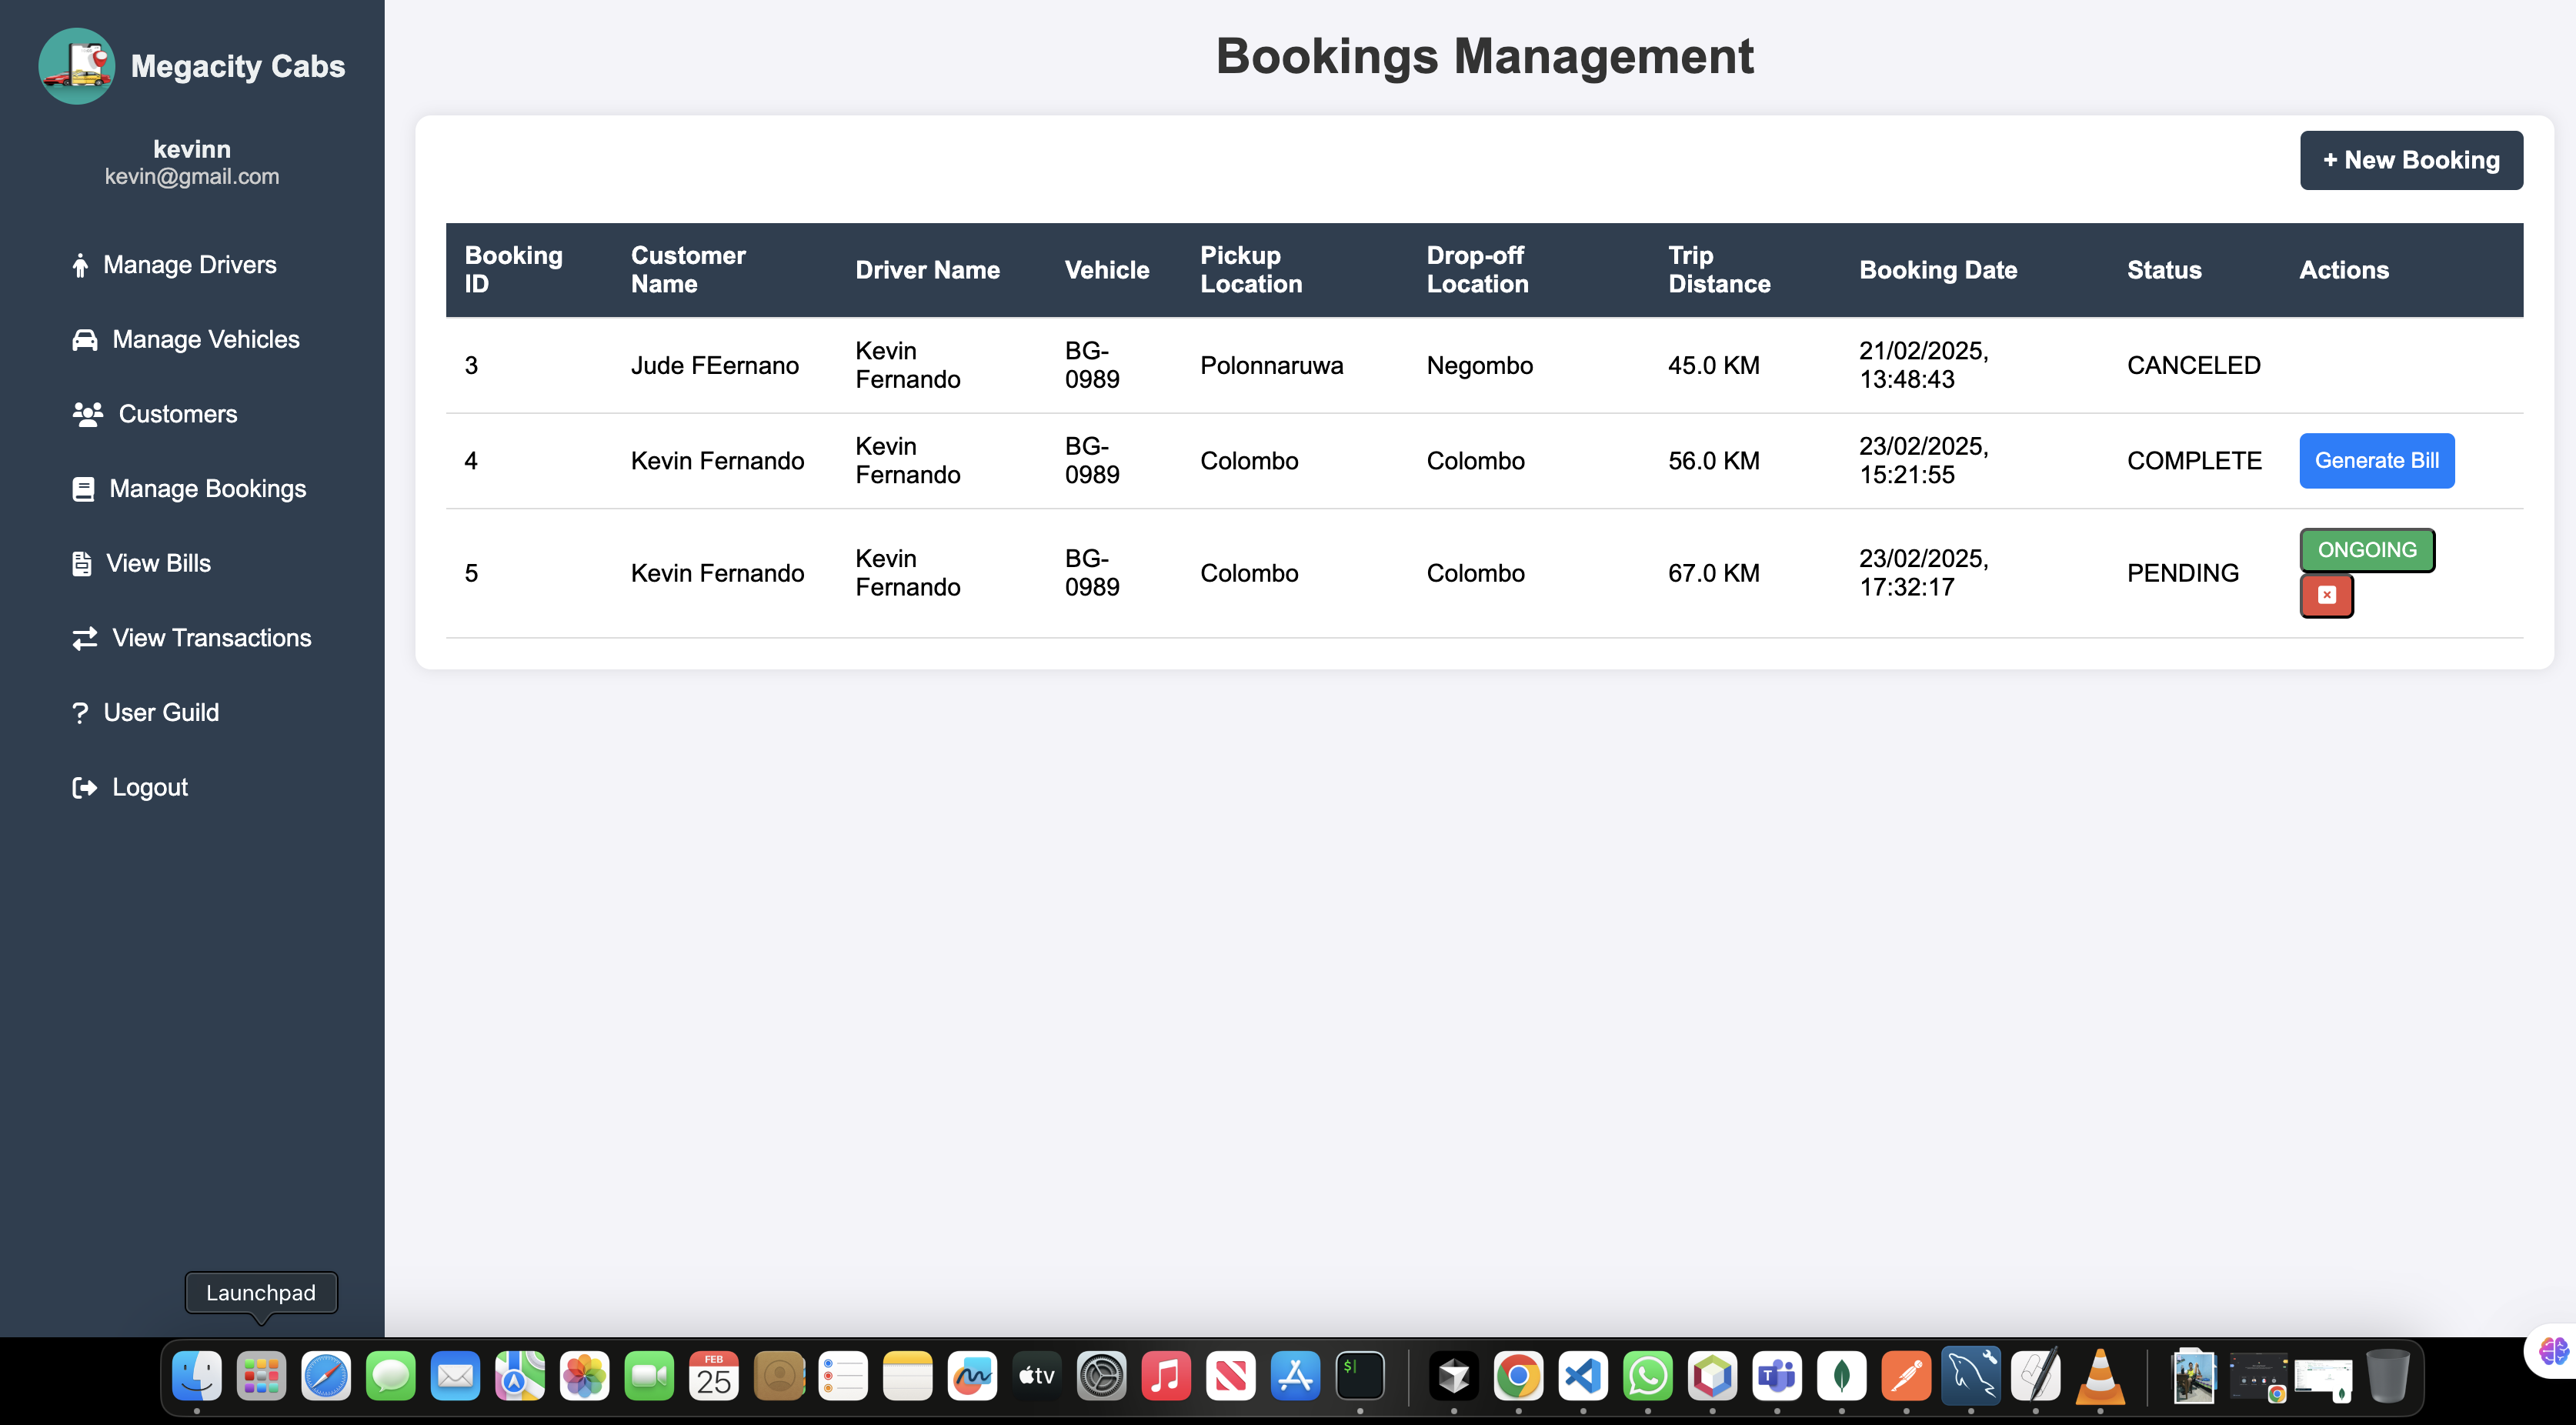 Megacity Cabs
kevinn
kevin@gmail.com
Manage Drivers
Manage Vehicles
Customers
Manage Bookings
View Bills
View Transactions
? User Guild
Logout
Bookings Management
+ New Booking
Booking ID Customer Name Driver Name Vehicle Pickup Location Drop-off Location Trip Distance Booking Date Status Actions
3 Jude FEernano Kevin Fernando BG-0989 Polonnaruwa Negombo 45.0 KM 21/02/2025, 13:48:43 CANCELED
4 Kevin Fernando Kevin Fernando BG-0989 Colombo Colombo 56.0 KM 23/02/2025, 15:21:55 COMPLETE Generate Bill
5 Kevin Fernando Kevin Fernando BG-0989 Colombo Colombo 67.0 KM 23/02/2025, 17:32:17 PENDING ONGOING
Launchpad
FEB
25
tv
$